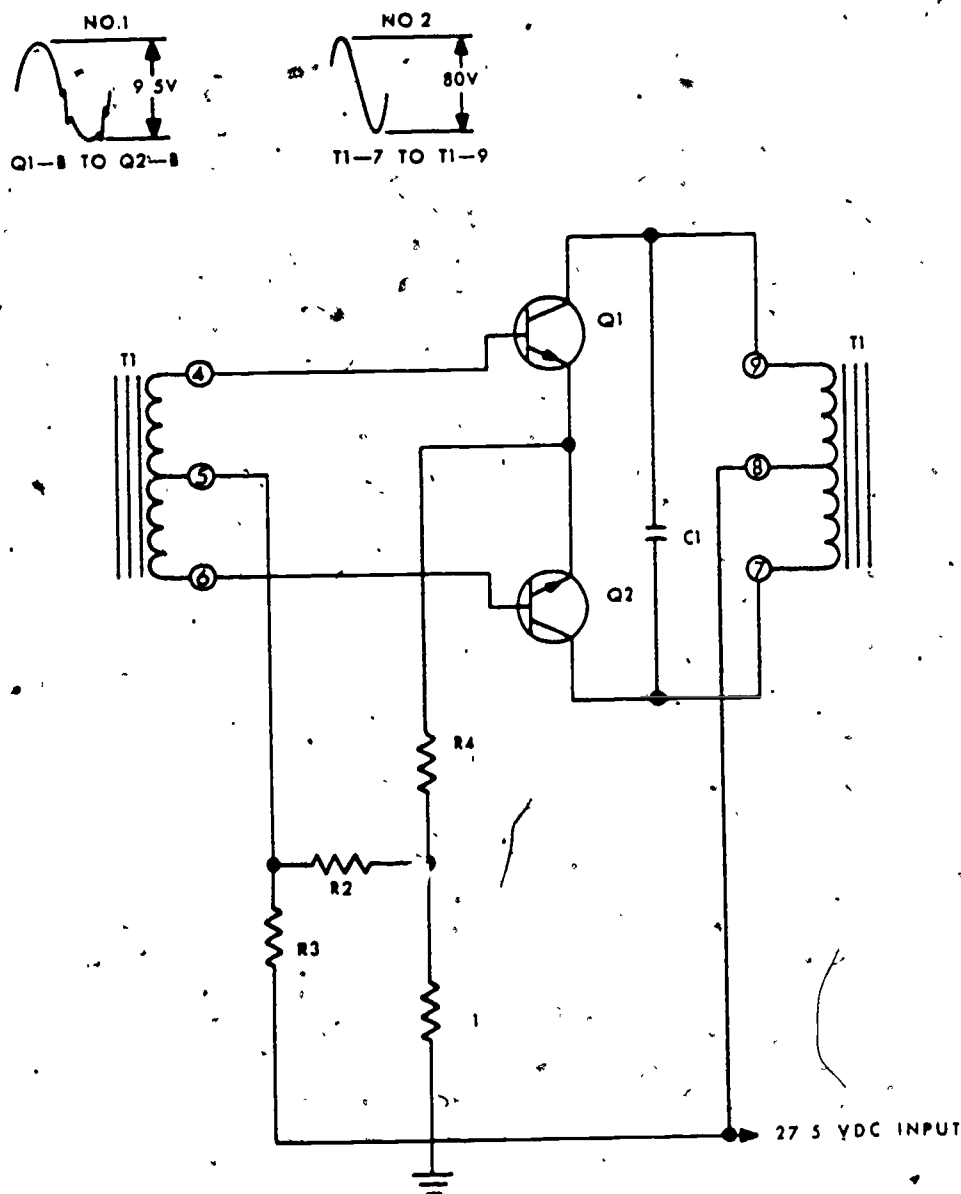 NO.1
NO 2
9 5V
80V
Q1-B TO Q2-B
T1-7 TO T1-9
Q1
T1
T1
4
9
5
8
C1
6
7
Q2
R4
R2
R3
1
27 5 VDC INPUT